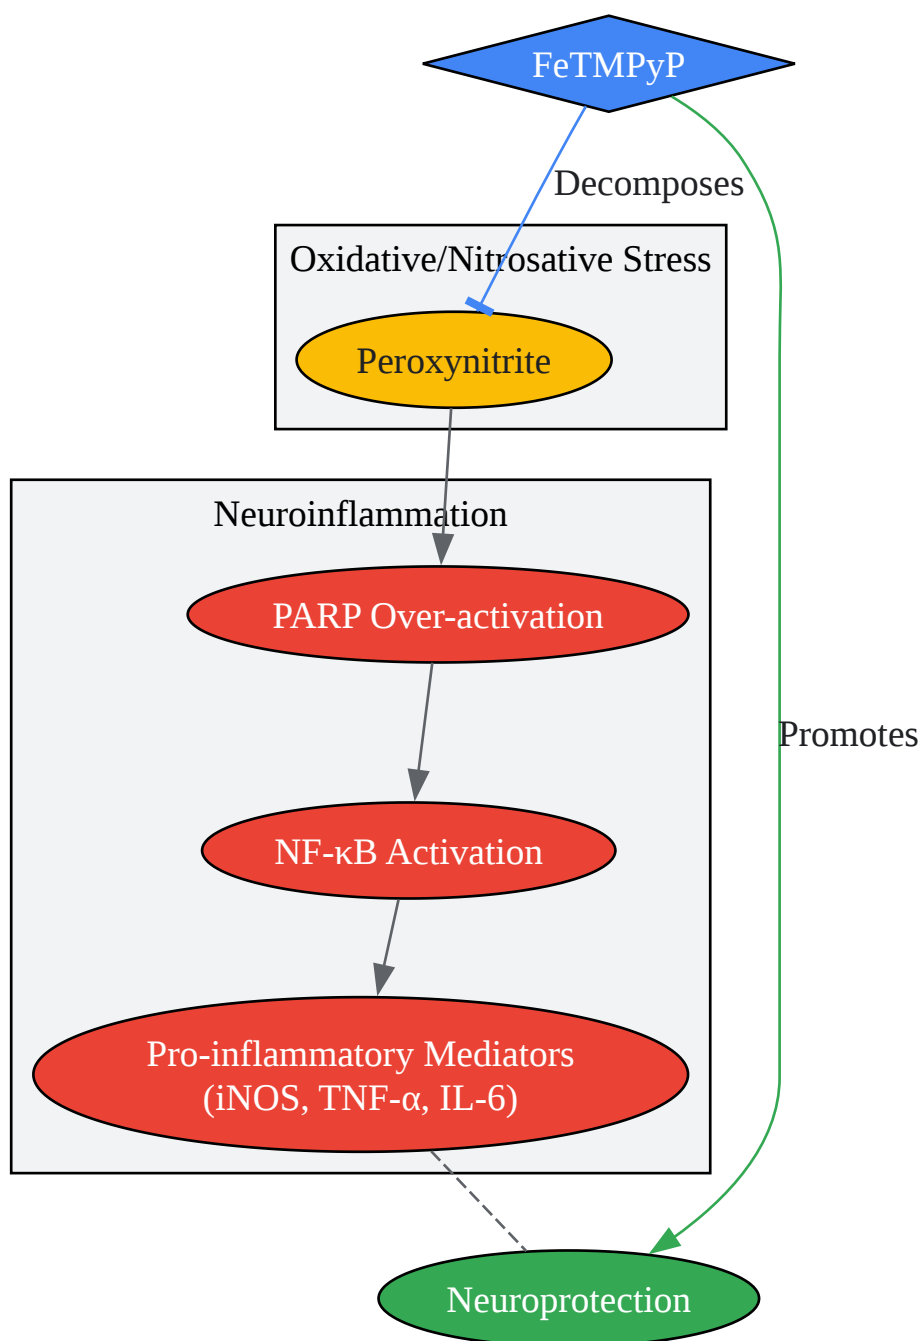 FeTMPyP
Decomposes
Oxidative/Nitrosative Stress
Peroxynitrite
Neuroinflammation
PARP Over-activation
Promotes
NF-κB Activation
Pro-inflammatory Mediators
(iNOS, TNF-α, IL-6)
Neuroprotection